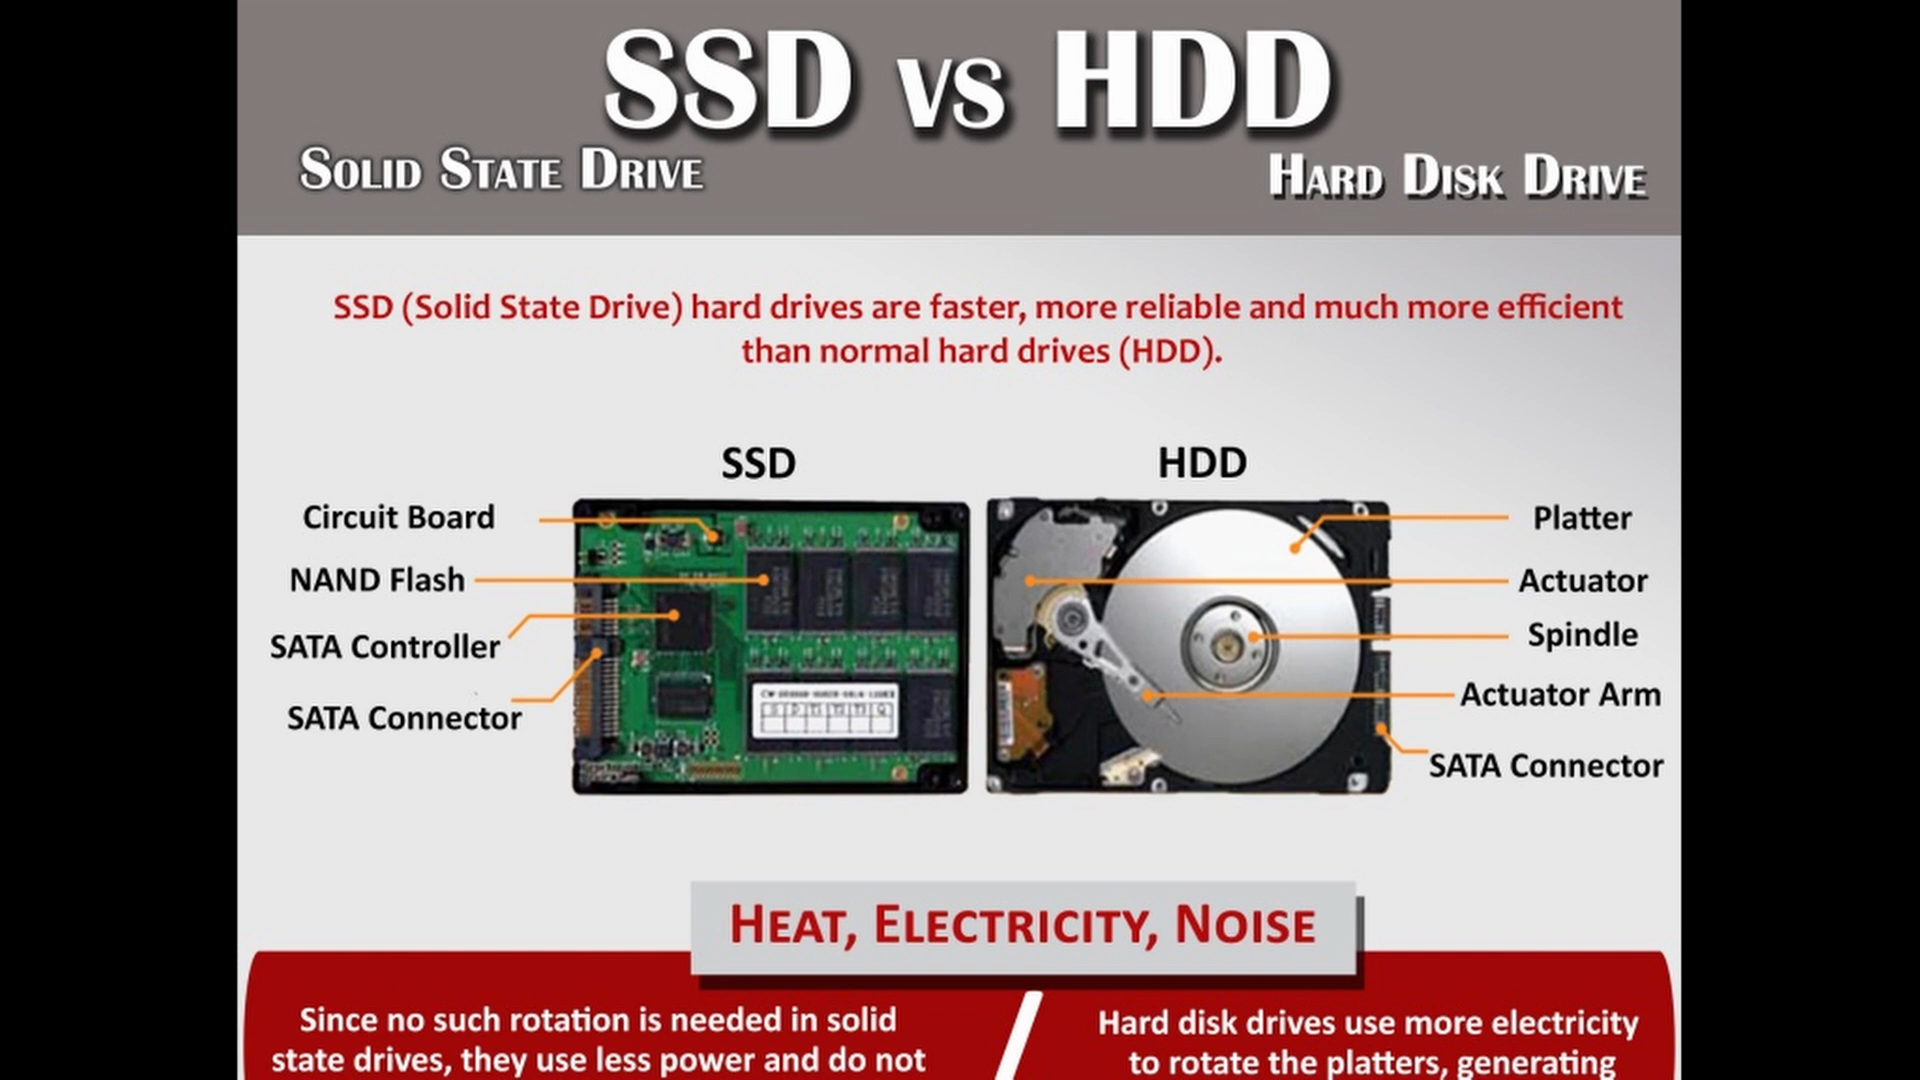 SSD vs HDD
Solid State Drive
Hard Disk Drive
SSD (Solid State Drive) hard drives are faster, more reliable and much more efficient
than normal hard drives (HDD).
SSD
HDD
Circuit Board
NAND Flash
SATA Controller
SATA Connector
S D T1 T2 T3 Q
Platter
Actuator
Spindle
Actuator Arm
SATA Connector
Heat, Electricity, Noise
Since no such rotation is needed in solid
state drives, they use less power and do not
Hard disk drives use more electricity
to rotate the platters, generating